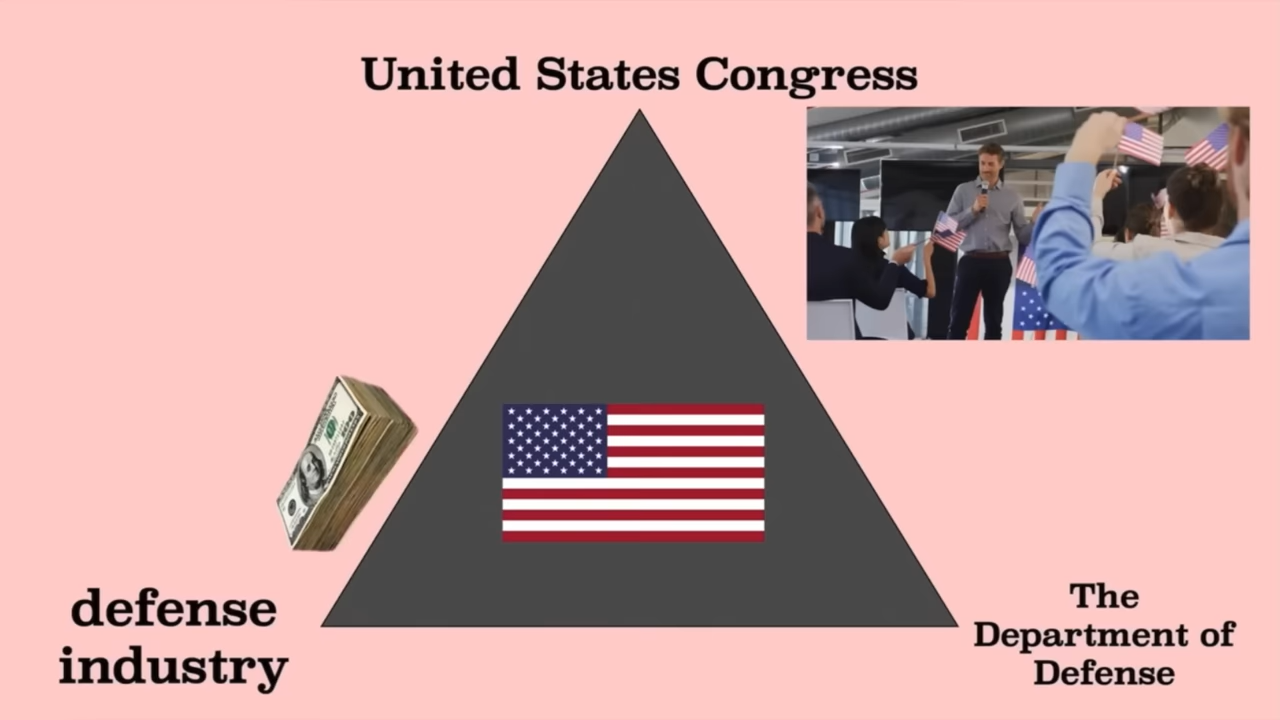 United States Congress
defense
industry
The
Department of
Defense